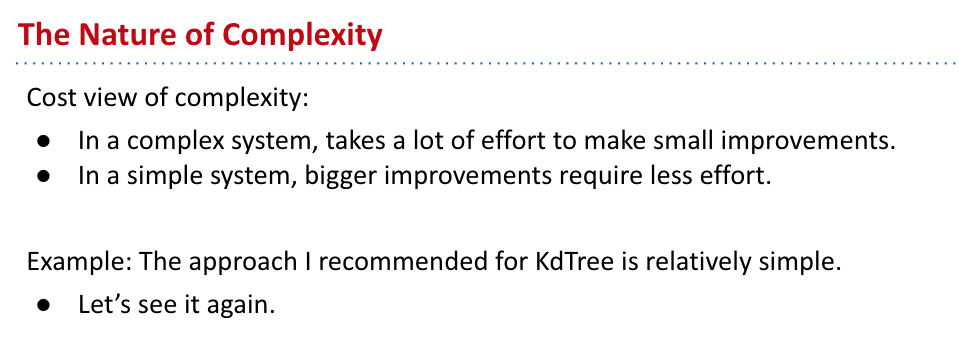 The Nature of Complexity
Cost view of complexity:
● In a complex system, takes a lot of effort to make small improvements.
● In a simple system, bigger improvements require less effort.
Example: The approach I recommended for KdTree is relatively simple.
● Let’s see it again.